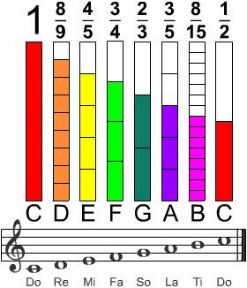 1 8/9 4/5 3/4 2/3 3/5 8/15 1/2
C D E F G A B C
Do Re Mi Fa So La Ti Do